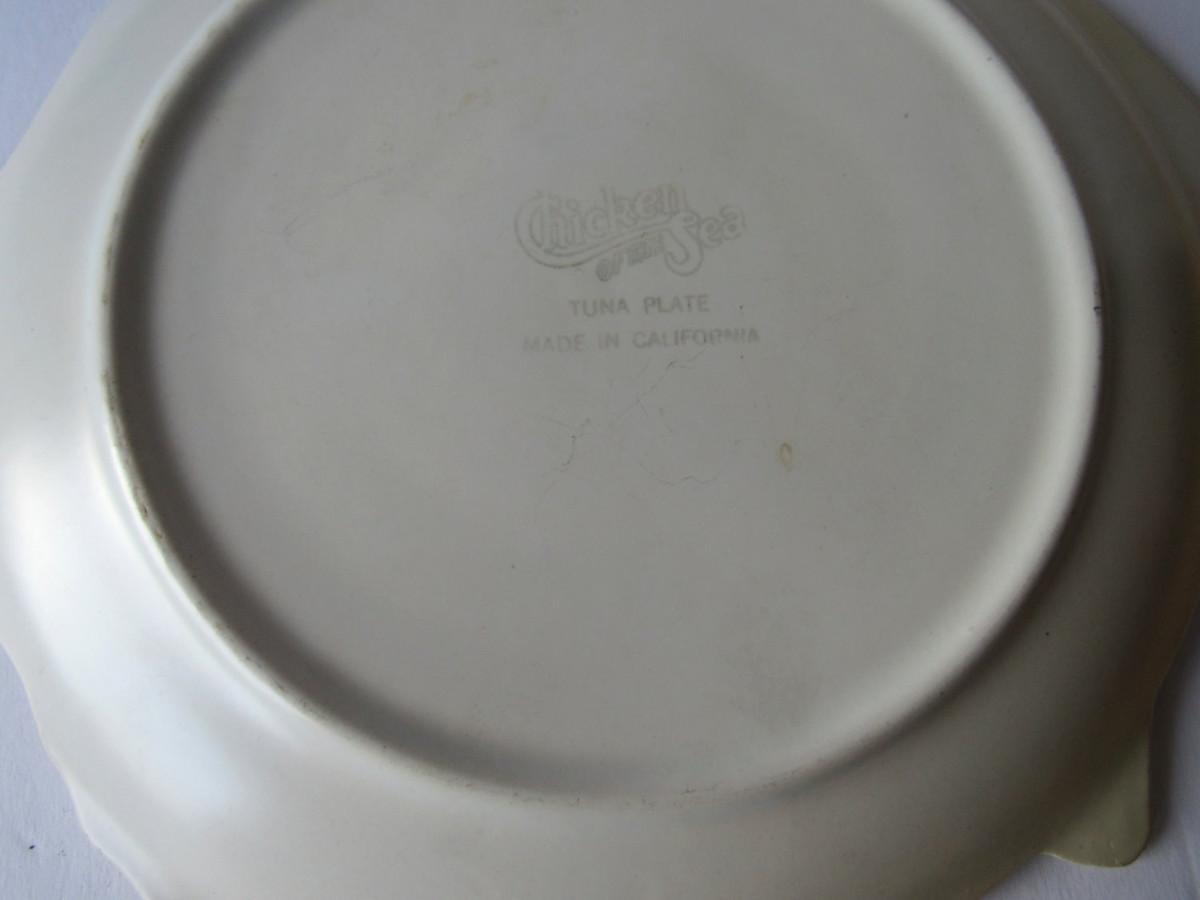 Chicken
of the Sea
TUNA PLATE
MADE IN CALIFORNIA